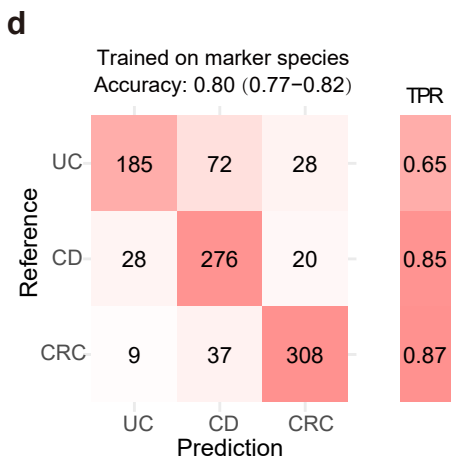 d
Trained on marker species
Accuracy: 0.80 (0.77−0.82)
TPR
Reference
UC 185 72 28 0.65
CD 28 276 20 0.85
CRC 9 37 308 0.87
UC CD CRC
Prediction